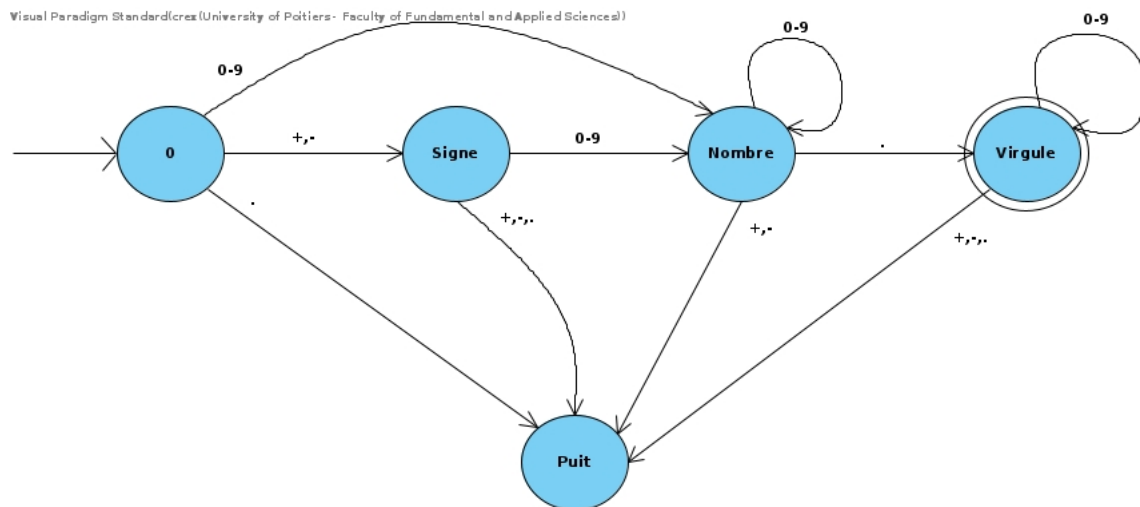 Visual Paradigm Standard(crex(University of Poitiers - Faculty of Fundamental and Applied Sciences))
0-9
0-9
0-9
+,-
0-9
.
0
Signe
Nombre
Virgule
.
+,-,.
+,-
+,-,.
Puit